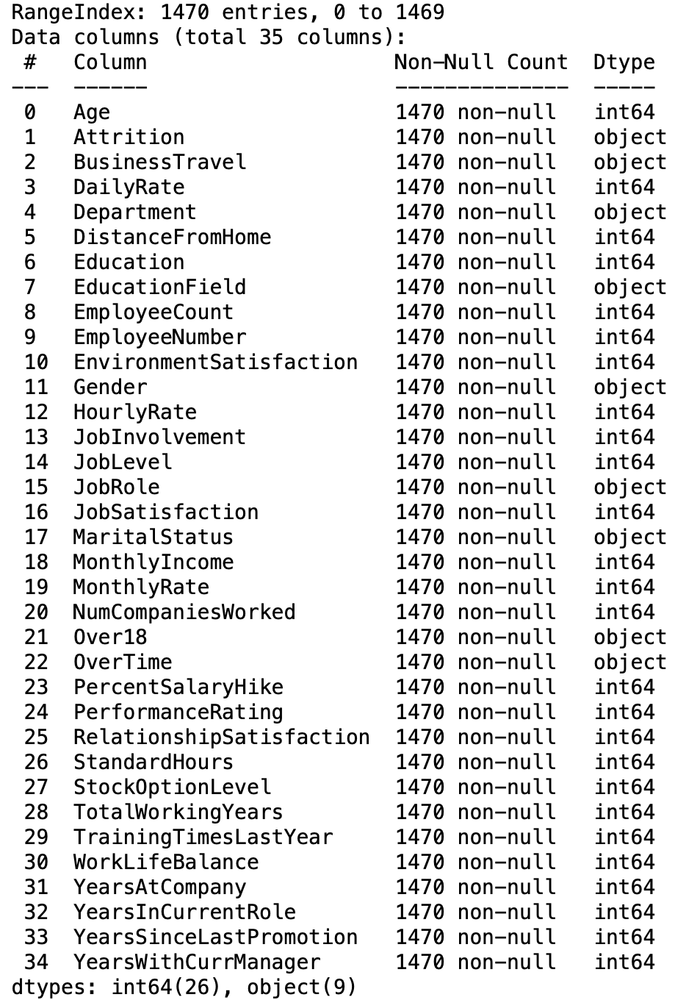 RangeIndex: 1470 entries, 0 to 1469
Data columns (total 35 columns):
 #   Column                    Non-Null Count  Dtype
---  ------                    --------------  -----
 0   Age                       1470 non-null   int64
 1   Attrition                 1470 non-null   object
 2   BusinessTravel            1470 non-null   object
 3   DailyRate                 1470 non-null   int64
 4   Department                1470 non-null   object
 5   DistanceFromHome          1470 non-null   int64
 6   Education                 1470 non-null   int64
 7   EducationField            1470 non-null   object
 8   EmployeeCount             1470 non-null   int64
 9   EmployeeNumber            1470 non-null   int64
 10  EnvironmentSatisfaction   1470 non-null   int64
 11  Gender                    1470 non-null   object
 12  HourlyRate                1470 non-null   int64
 13  JobInvolvement            1470 non-null   int64
 14  JobLevel                  1470 non-null   int64
 15  JobRole                   1470 non-null   object
 16  JobSatisfaction           1470 non-null   int64
 17  MaritalStatus             1470 non-null   object
 18  MonthlyIncome             1470 non-null   int64
 19  MonthlyRate               1470 non-null   int64
 20  NumCompaniesWorked        1470 non-null   int64
 21  Over18                    1470 non-null   object
 22  OverTime                  1470 non-null   object
 23  PercentSalaryHike         1470 non-null   int64
 24  PerformanceRating         1470 non-null   int64
 25  RelationshipSatisfaction  1470 non-null   int64
 26  StandardHours             1470 non-null   int64
 27  StockOptionLevel          1470 non-null   int64
 28  TotalWorkingYears         1470 non-null   int64
 29  TrainingTimesLastYear     1470 non-null   int64
 30  WorkLifeBalance           1470 non-null   int64
 31  YearsAtCompany            1470 non-null   int64
 32  YearsInCurrentRole        1470 non-null   int64
 33  YearsSinceLastPromotion   1470 non-null   int64
 34  YearsWithCurrManager      1470 non-null   int64
dtypes: int64(26), object(9)